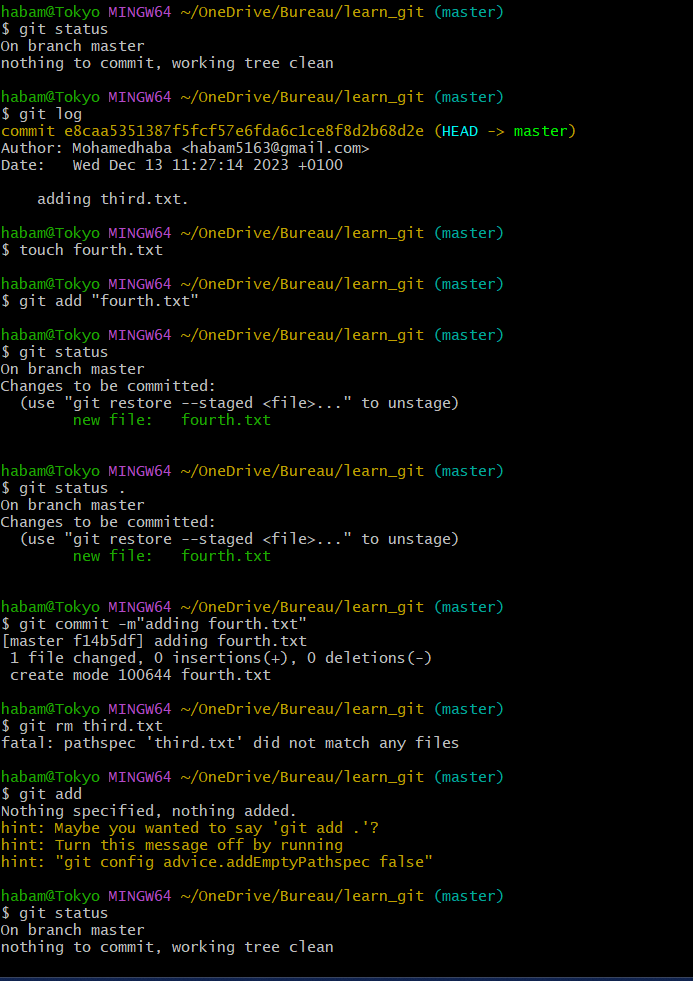 habam@Tokyo MINGW64 ~/OneDrive/Bureau/learn_git (master)
$ git status
On branch master
nothing to commit, working tree clean
habam@Tokyo MINGW64 ~/OneDrive/Bureau/learn_git (master)
$ git log
commit e8caa5351387f5fcf57e6fda6c1ce8f8d2b68d2e (HEAD -> master)
Author: Mohamedhaba <habam5163@gmail.com>
Date:   Wed Dec 13 11:27:14 2023 +0100
    adding third.txt.
habam@Tokyo MINGW64 ~/OneDrive/Bureau/learn_git (master)
$ touch fourth.txt
habam@Tokyo MINGW64 ~/OneDrive/Bureau/learn_git (master)
$ git add "fourth.txt"
habam@Tokyo MINGW64 ~/OneDrive/Bureau/learn_git (master)
$ git status
On branch master
Changes to be committed:
  (use "git restore --staged <file>..." to unstage)
        new file:   fourth.txt
habam@Tokyo MINGW64 ~/OneDrive/Bureau/learn_git (master)
$ git status .
On branch master
Changes to be committed:
  (use "git restore --staged <file>..." to unstage)
        new file:   fourth.txt
habam@Tokyo MINGW64 ~/OneDrive/Bureau/learn_git (master)
$ git commit -m"adding fourth.txt"
[master f14b5df] adding fourth.txt
 1 file changed, 0 insertions(+), 0 deletions(-)
 create mode 100644 fourth.txt
habam@Tokyo MINGW64 ~/OneDrive/Bureau/learn_git (master)
$ git rm third.txt
fatal: pathspec 'third.txt' did not match any files
habam@Tokyo MINGW64 ~/OneDrive/Bureau/learn_git (master)
$ git add
Nothing specified, nothing added.
hint: Maybe you wanted to say 'git add .'?
hint: Turn this message off by running
hint: "git config advice.addEmptyPathspec false"
habam@Tokyo MINGW64 ~/OneDrive/Bureau/learn_git (master)
$ git status
On branch master
nothing to commit, working tree clean